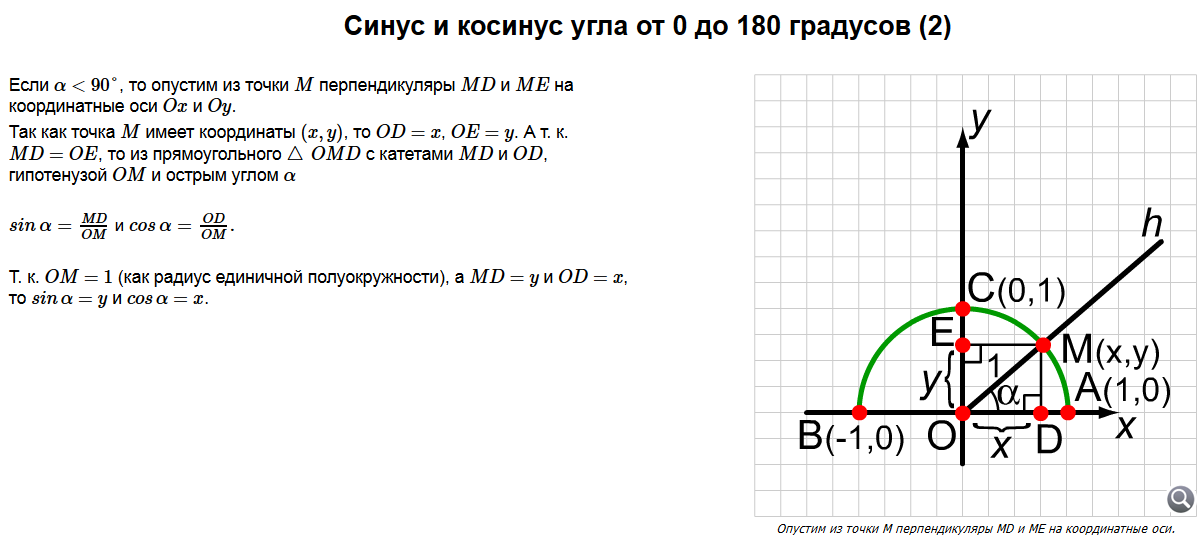 Синус и косинус угла от 0 до 180 градусов (2)
Если α < 90°, то опустим из точки M перпендикуляры MD и ME на
координатные оси Ox и Oy.
Так как точка M имеет координаты (x, y), то OD = x, OE = y. А т. к.
MD = OE, то из прямоугольного △ OMD с катетами MD и OD,
гипотенузой OM и острым углом α
sin α = MD/OM и cos α = OD/OM.
Т. к. OM = 1 (как радиус единичной полуокружности), а MD = y и OD = x,
то sin α = y и cos α = x.
y
h
C(0,1)
E
M(x,y)
1
y{
α
A(1,0)
B(-1,0)
O
x
D
x
Опустим из точки M перпендикуляры MD и ME на координатные оси.